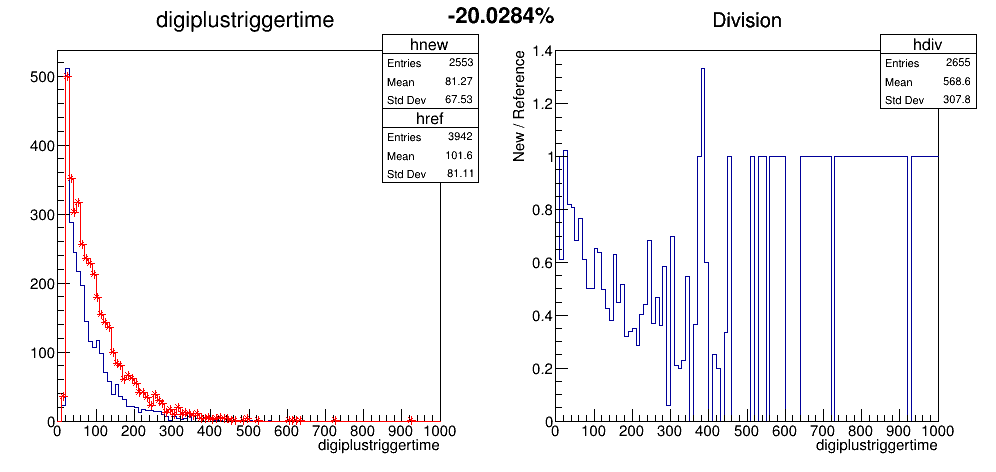 digiplustriggertime
-20.0284%
Division
hnew
Entries 2553
Mean 81.27
Std Dev 67.53
href
Entries 3942
Mean 101.6
Std Dev 81.11
500
400
300
200
100
0
0 100 200 300 400 500 600 700 800 900 1000
digiplustriggertime
hdiv
Entries 2655
Mean 568.6
Std Dev 307.8
New / Reference
1.4
1.2
1
0.8
0.6
0.4
0.2
0
0 100 200 300 400 500 600 700 800 900 1000
digiplustriggertime